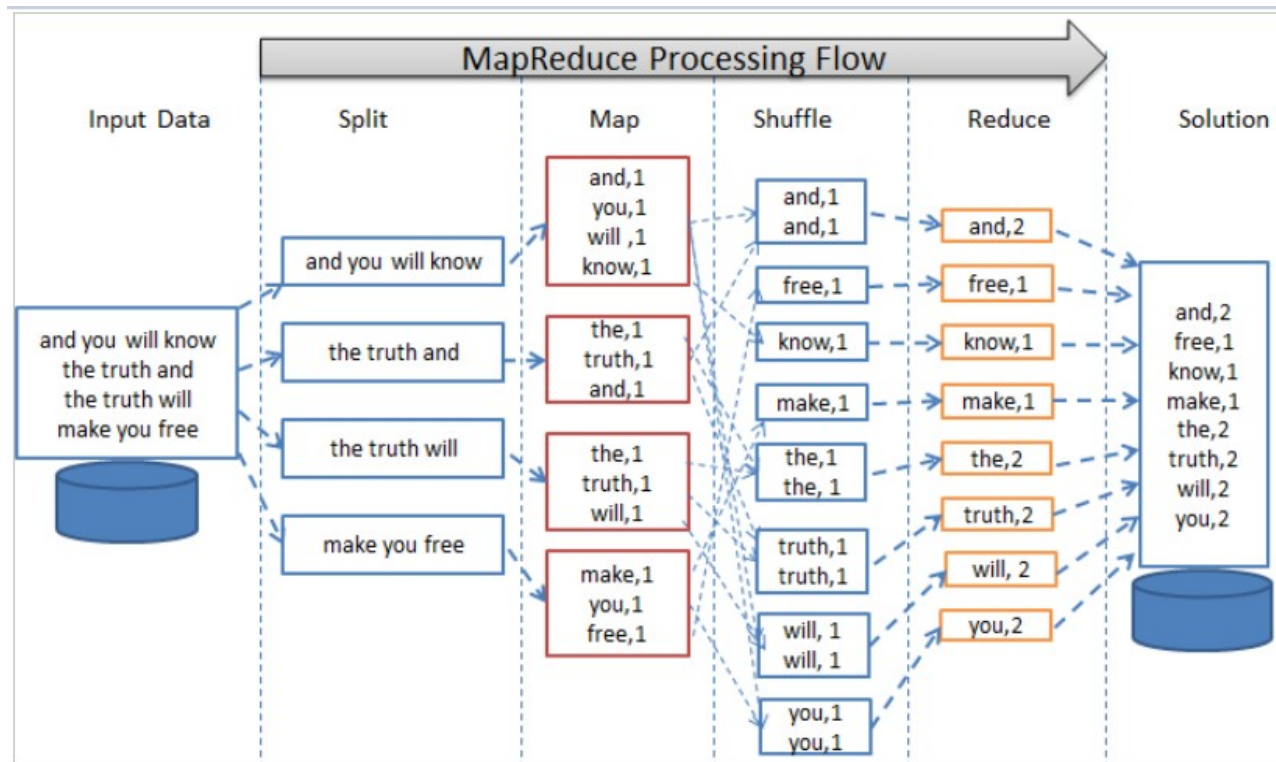 MapReduce Processing Flow
Input Data
Split
Map
Shuffle
Reduce
Solution
and you will know
the truth and
the truth will
make you free
and you will know
the truth and
the truth will
make you free
and,1
you,1
will ,1
know,1
the,1
truth,1
and,1
the,1
truth,1
will,1
make,1
you,1
free,1
and,1
and,1
free,1
know,1
make,1
the,1
the, 1
truth,1
truth,1
will, 1
will, 1
you,1
you,1
and,2
free,1
know,1
make,1
the,2
truth,2
will, 2
you,2
and,2
free,1
know,1
make,1
the,2
truth,2
will,2
you,2